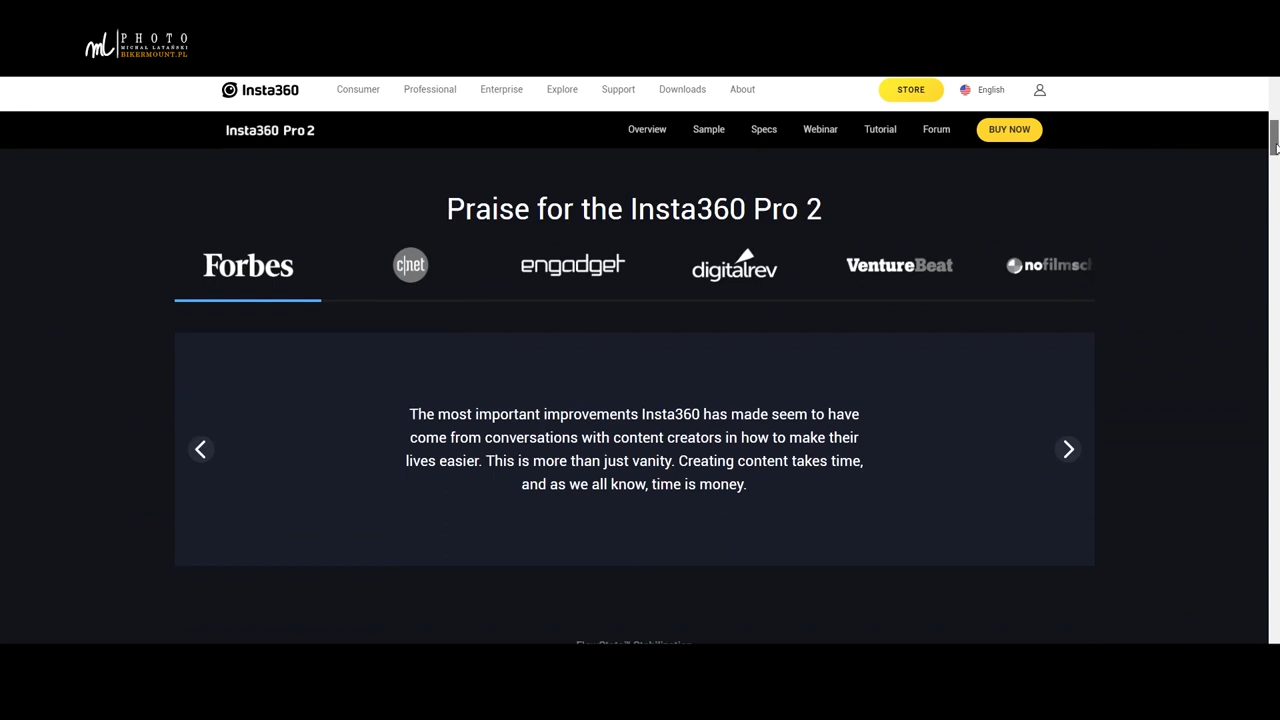 ml PHOTO
MICHAŁ LATAŃSKI
BIKERMOUNT.PL
Insta360 Consumer Professional Enterprise Explore Support Downloads About STORE English
Insta360 Pro 2 Overview Sample Specs Webinar Tutorial Forum BUY NOW
Praise for the Insta360 Pro 2
Forbes c|net engadget digitalrev VentureBeat nofilmsch
The most important improvements Insta360 has made seem to have
come from conversations with content creators in how to make their
lives easier. This is more than just vanity. Creating content takes time,
and as we all know, time is money.